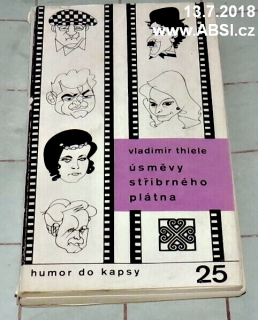 13.7.2018
www.ABSI.cz
vladimír thiele
úsměvy
stříbrného
plátna
humor do kapsy 25